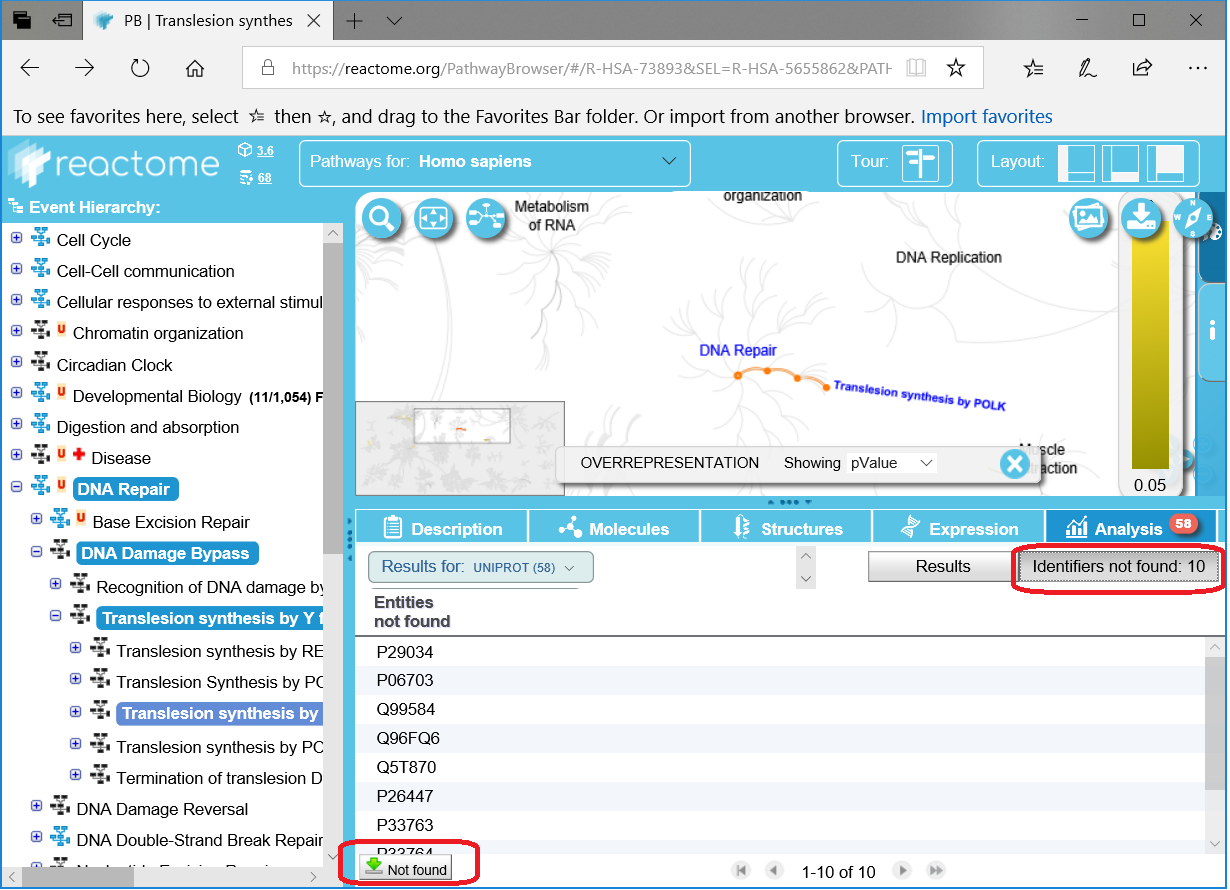 PB | Translesion synthes
https://reactome.org/PathwayBrowser/#/R-HSA-73893&SEL=R-HSA-5655862&PATH
To see favorites here, select then ☆, and drag to the Favorites Bar folder. Or import from another browser. Import favorites
reactome
3.6
68
Pathways for: Homo sapiens
Tour:
Layout:
Event Hierarchy:
Cell Cycle
Cell-Cell communication
Cellular responses to external stimul
U Chromatin organization
Circadian Clock
U Developmental Biology (11/1,054) F
Digestion and absorption
U Disease
U DNA Repair
U Base Excision Repair
DNA Damage Bypass
Recognition of DNA damage by
Translesion synthesis by Y f
Translesion synthesis by RE
Translesion Synthesis by PO
Translesion synthesis by
Translesion synthesis by PO
Termination of translesion D
DNA Damage Reversal
DNA Double-Strand Break Repair
Nucleotide Excision Repair
organization
Metabolism
of RNA
DNA Replication
N
W E
S
DNA Repair
Translesion synthesis by POLK
Muscle
action
OVERREPRESENTATION Showing pValue
0.05
Description
Molecules
Structures
Expression
Analysis 58
Results for: UNIPROT (58)
Results
Identifiers not found: 10
Entities
not found
P29034
P06703
Q99584
Q96FQ6
Q5T870
P26447
P33763
P33764
Not found
1-10 of 10